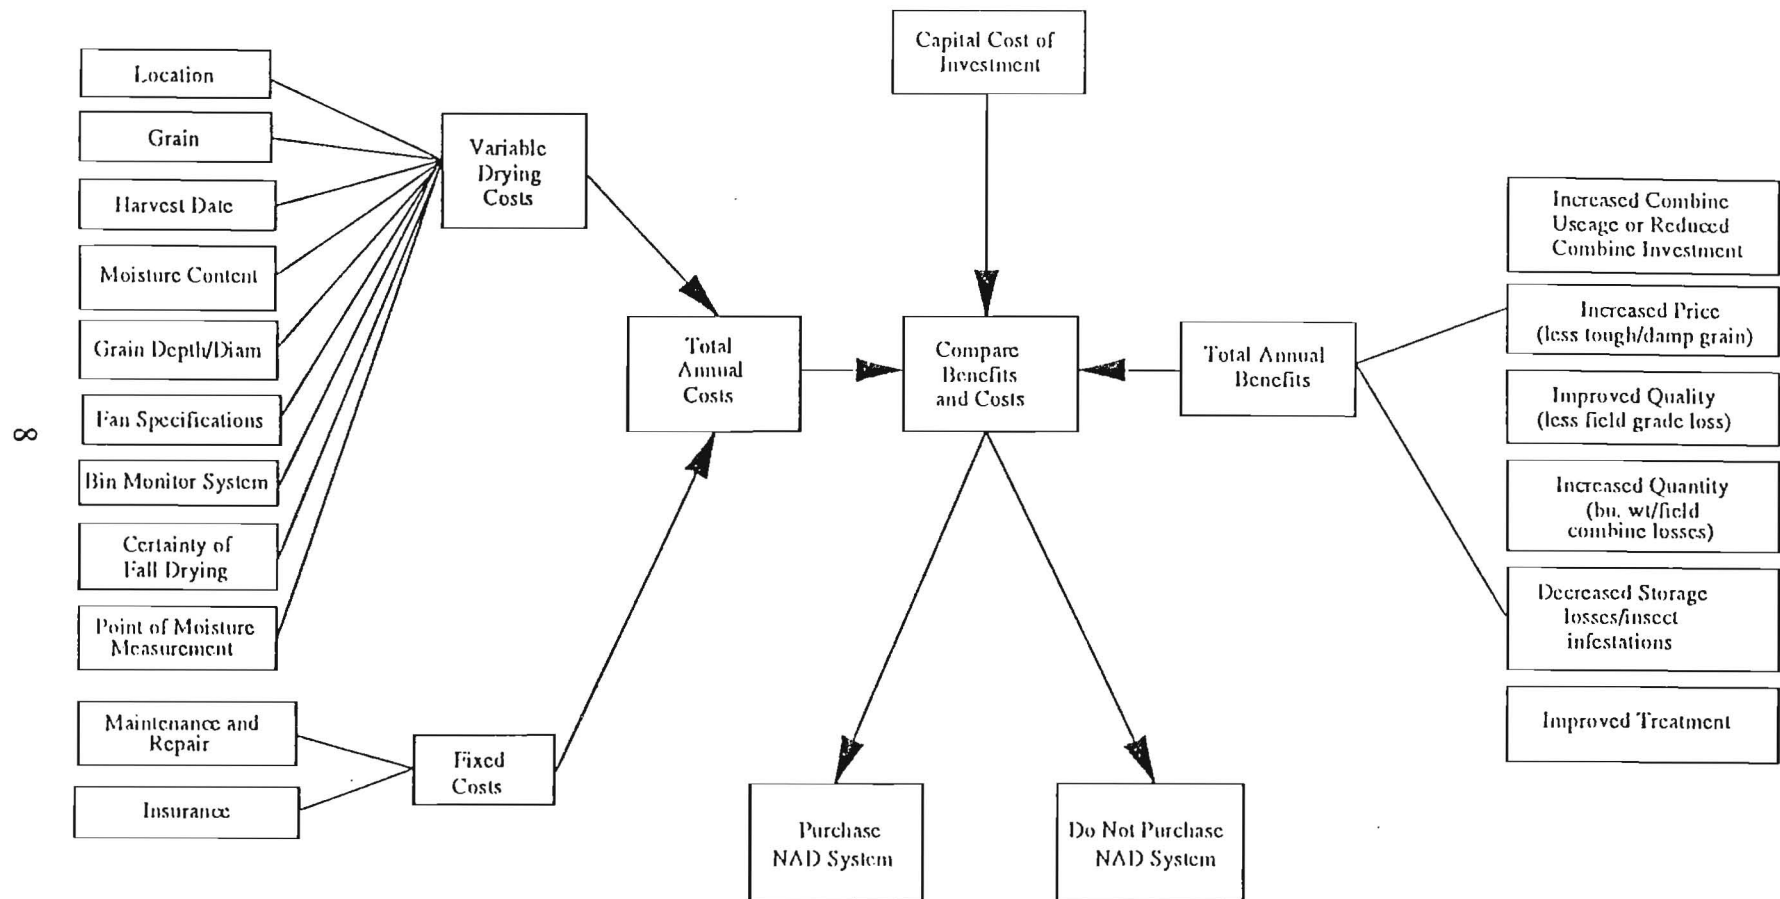 Capital Cost of
Investment
Location
Grain
Harvest Date
Moisture Content
Grain Depth/Diam
Fan Specifications
Bin Monitor System
Certainty of
Fall Drying
Point of Moisture
Measurement
Maintenance and
Repair
Insurance
Variable
Drying
Costs
Fixed
Costs
Total
Annual
Costs
Compare
Benefits
and Costs
Total Annual
Benefits
Increased Combine
Useage or Reduced
Combine Investment
Increased Price
(less tough/damp grain)
Improved Quality
(less field grade loss)
Increased Quantity
(bu. wt/field
combine losses)
Decreased Storage
losses/insect
infestations
Improved Treatment
Purchase
NAD System
Do Not Purchase
NAD System
8